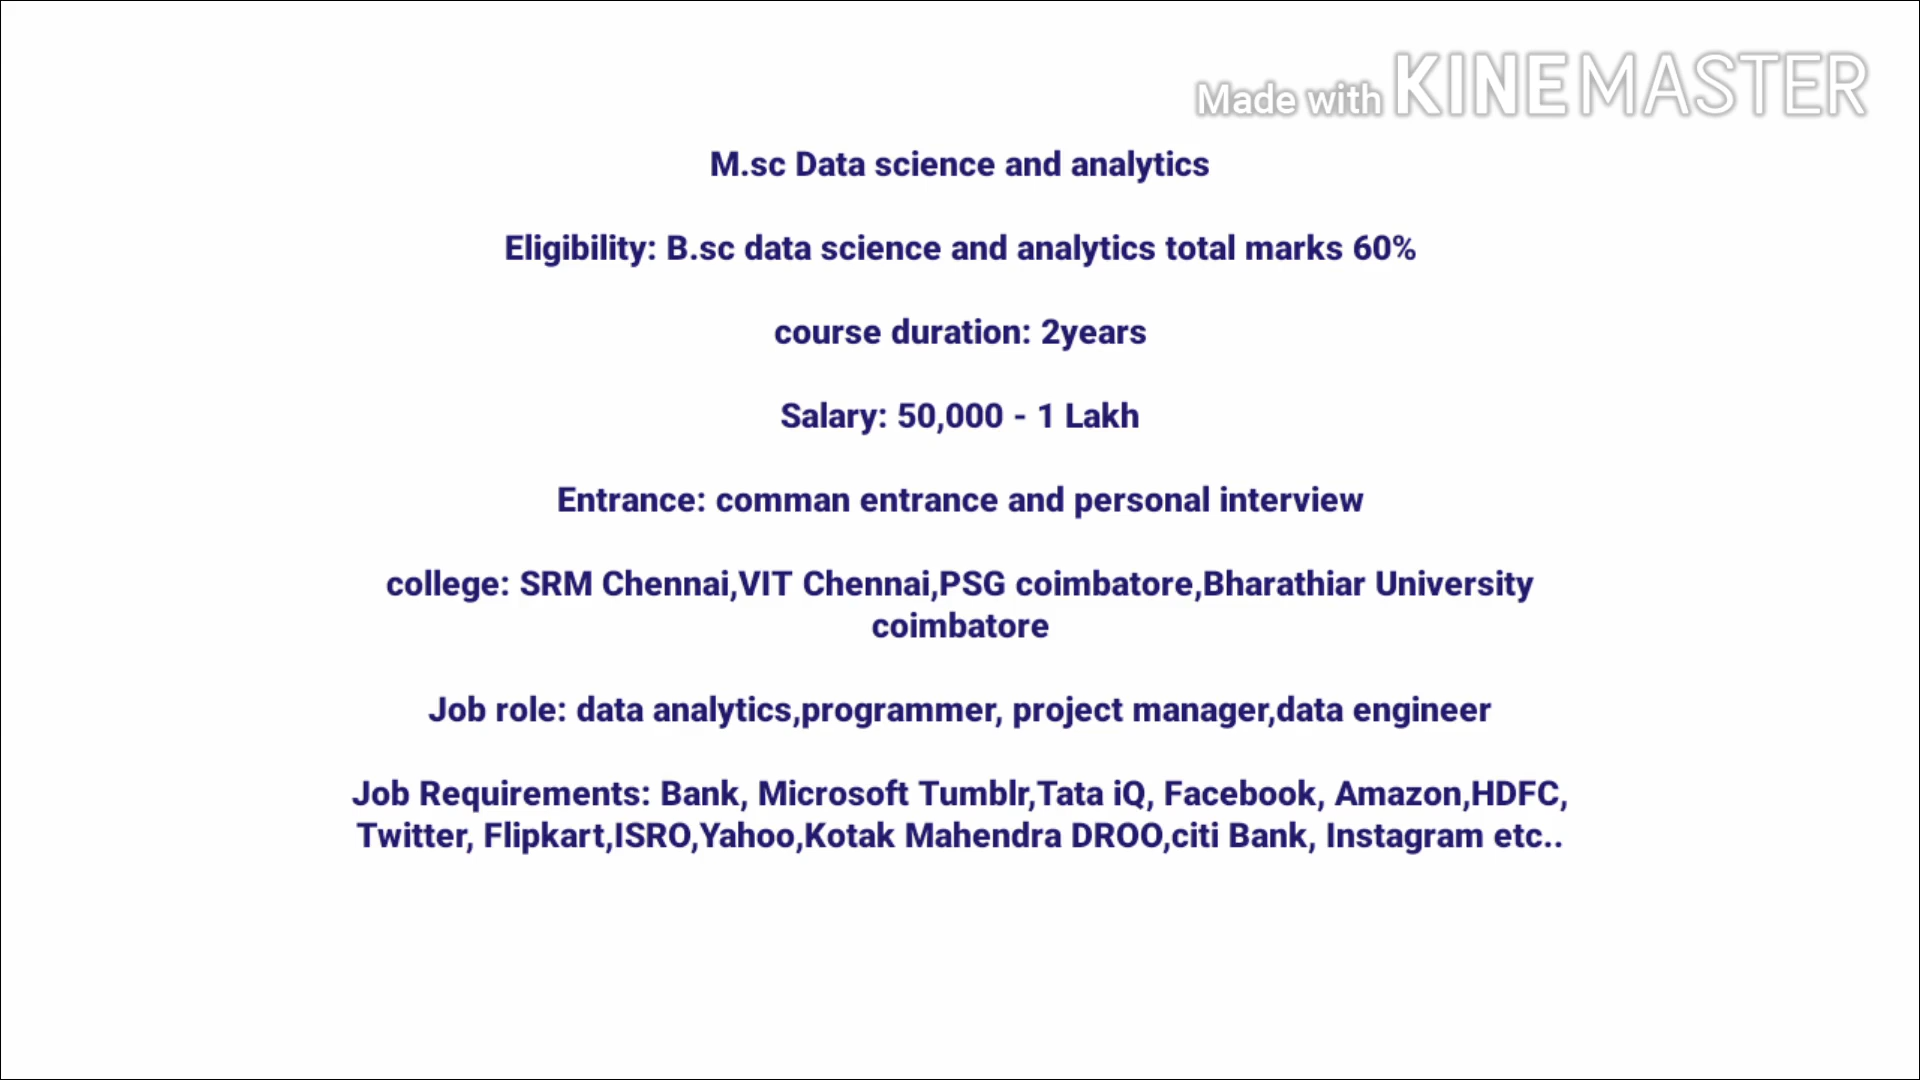 Made with KINEMASTER
M.sc Data science and analytics
Eligibility: B.sc data science and analytics total marks 60%
course duration: 2years
Salary: 50,000 - 1 Lakh
Entrance: comman entrance and personal interview
college: SRM Chennai,VIT Chennai,PSG coimbatore,Bharathiar University
coimbatore
Job role: data analytics,programmer, project manager,data engineer
Job Requirements: Bank, Microsoft Tumblr,Tata iQ, Facebook, Amazon,HDFC,
Twitter, Flipkart,ISRO,Yahoo,Kotak Mahendra DROO,citi Bank, Instagram etc..